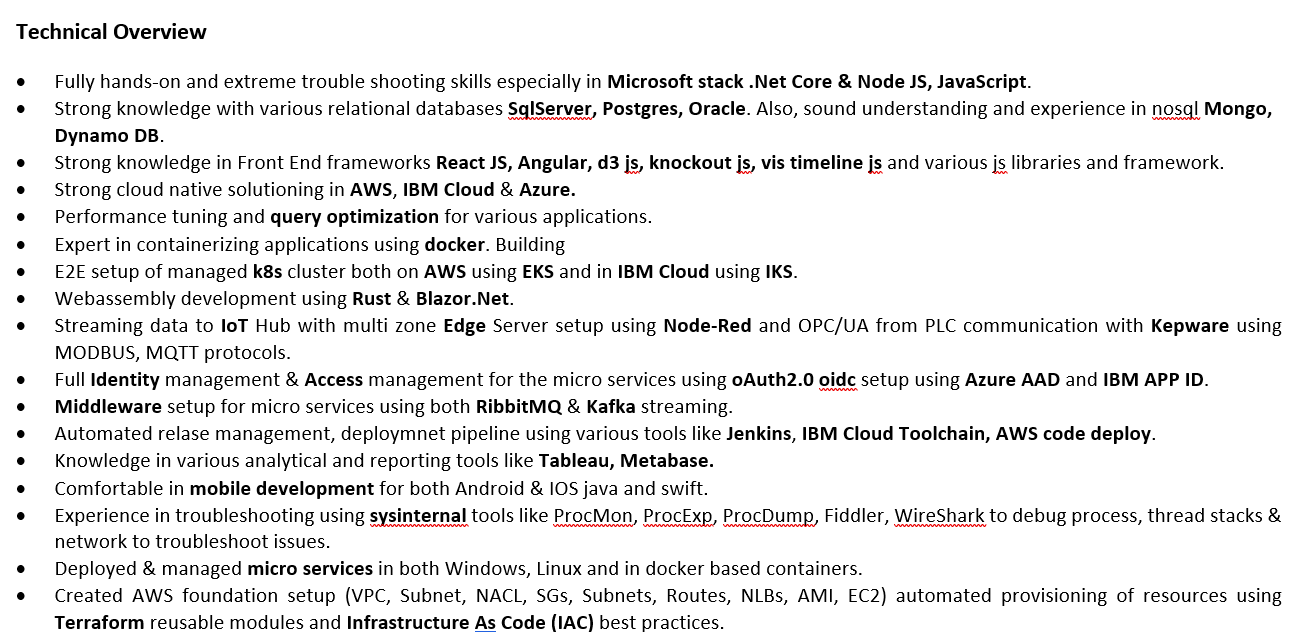 Technical Overview
• Fully hands-on and extreme trouble shooting skills especially in Microsoft stack .Net Core & Node JS, JavaScript.
• Strong knowledge with various relational databases SqlServer, Postgres, Oracle. Also, sound understanding and experience in nosql Mongo,
Dynamo DB.
• Strong knowledge in Front End frameworks React JS, Angular, d3 js, knockout js, vis timeline js and various js libraries and framework.
• Strong cloud native solutioning in AWS, IBM Cloud & Azure.
• Performance tuning and query optimization for various applications.
• Expert in containerizing applications using docker. Building
• E2E setup of managed k8s cluster both on AWS using EKS and in IBM Cloud using IKS.
• Webassembly development using Rust & Blazor.Net.
• Streaming data to IoT Hub with multi zone Edge Server setup using Node-Red and OPC/UA from PLC communication with Kepware using
MODBUS, MQTT protocols.
• Full Identity management & Access management for the micro services using oAuth2.0 oidc setup using Azure AAD and IBM APP ID.
• Middleware setup for micro services using both RibbitMQ & Kafka streaming.
• Automated relase management, deploymnet pipeline using various tools like Jenkins, IBM Cloud Toolchain, AWS code deploy.
• Knowledge in various analytical and reporting tools like Tableau, Metabase.
• Comfortable in mobile development for both Android & IOS java and swift.
• Experience in troubleshooting using sysinternal tools like ProcMon, ProcExp, ProcDump, Fiddler, WireShark to debug process, thread stacks &
network to troubleshoot issues.
• Deployed & managed micro services in both Windows, Linux and in docker based containers.
• Created AWS foundation setup (VPC, Subnet, NACL, SGs, Subnets, Routes, NLBs, AMI, EC2) automated provisioning of resources using
Terraform reusable modules and Infrastructure As Code (IAC) best practices.